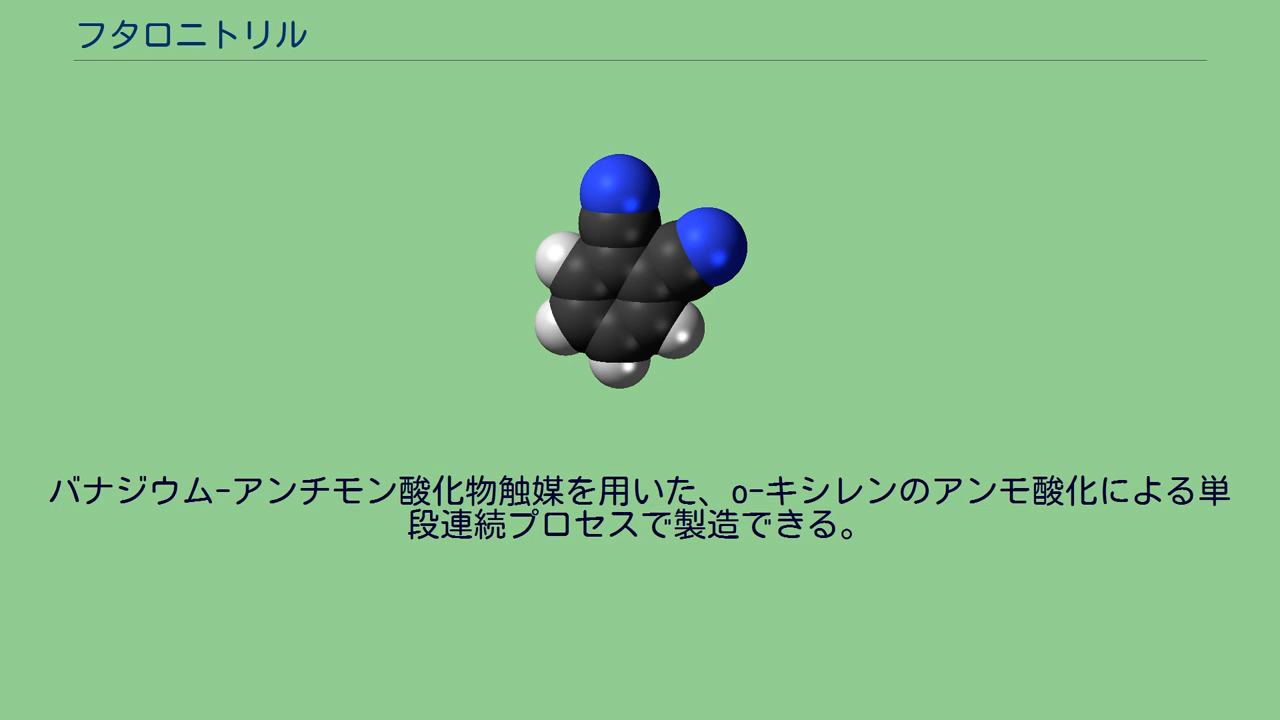 フタロニトリル
バナジウム-アンチモン酸化物触媒を用いた、o-キシレンのアンモ酸化による単
段連続プロセスで製造できる。